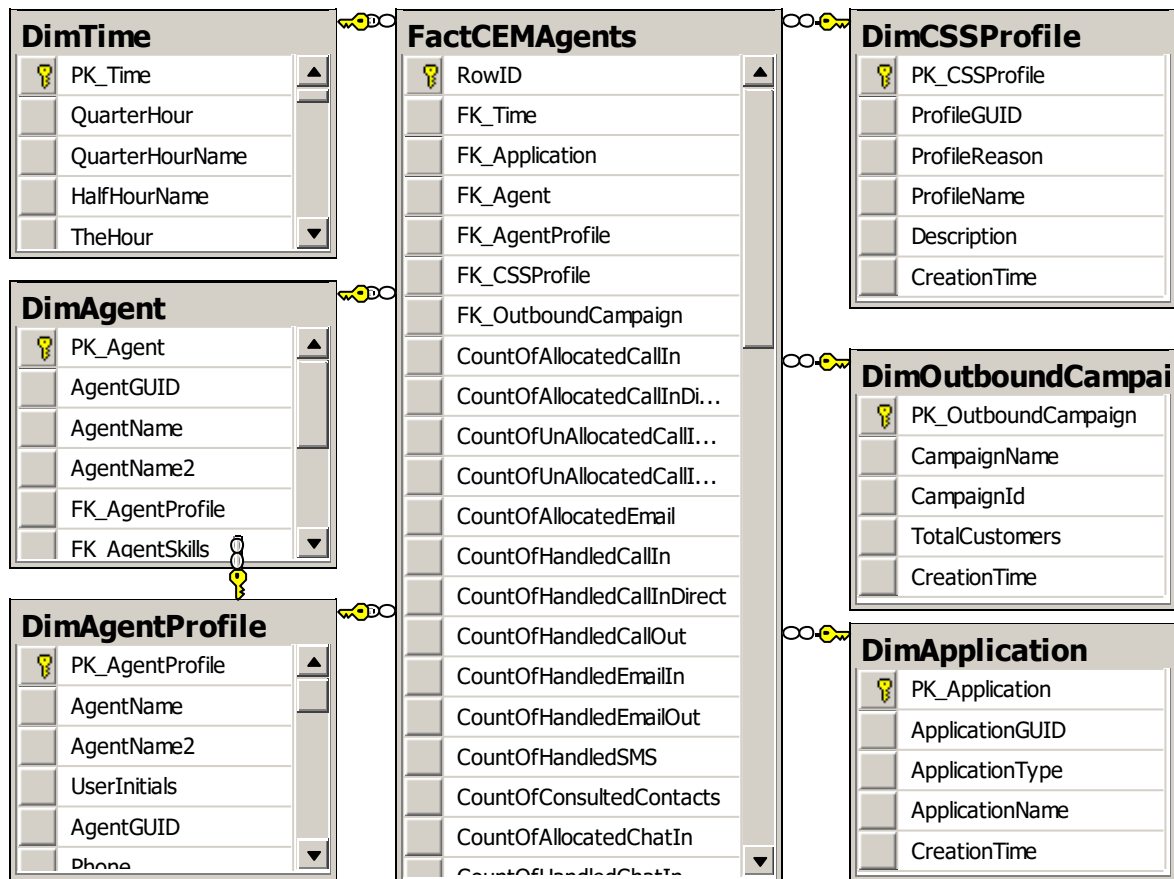 DimTime
PK_Time
QuarterHour
QuarterHourName
HalfHourName
TheHour
DimAgent
PK_Agent
AgentGUID
AgentName
AgentName2
FK_AgentProfile
FK_AgentSkills
DimAgentProfile
PK_AgentProfile
AgentName
AgentName2
UserInitials
AgentGUID
Phone
FactCEMAgents
RowID
FK_Time
FK_Application
FK_Agent
FK_AgentProfile
FK_CSSProfile
FK_OutboundCampaign
CountOfAllocatedCallIn
CountOfAllocatedCallInDi...
CountOfUnAllocatedCallI...
CountOfUnAllocatedCallI...
CountOfAllocatedEmail
CountOfHandledCallIn
CountOfHandledCallInDirect
CountOfHandledCallOut
CountOfHandledEmailIn
CountOfHandledEmailOut
CountOfHandledSMS
CountOfConsultedContacts
CountOfAllocatedChatIn
CountOfHandledChatIn
DimCSSProfile
PK_CSSProfile
ProfileGUID
ProfileReason
ProfileName
Description
CreationTime
DimOutboundCampai
PK_OutboundCampaign
CampaignName
CampaignId
TotalCustomers
CreationTime
DimApplication
PK_Application
ApplicationGUID
ApplicationType
ApplicationName
CreationTime